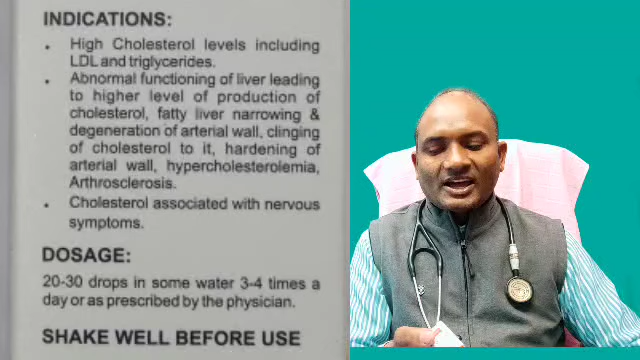 INDICATIONS:
• High Cholesterol levels including
LDL and triglycerides.
• Abnormal functioning of liver leading
to higher level of production of
cholesterol, fatty liver narrowing &
degeneration of arterial wall, clinging
of cholesterol to it, hardening of
arterial wall, hypercholesterolemia,
Arthrosclerosis.
• Cholesterol associated with nervous
symptoms.
DOSAGE:
20-30 drops in some water 3-4 times a
day or as prescribed by the physician.
SHAKE WELL BEFORE USE